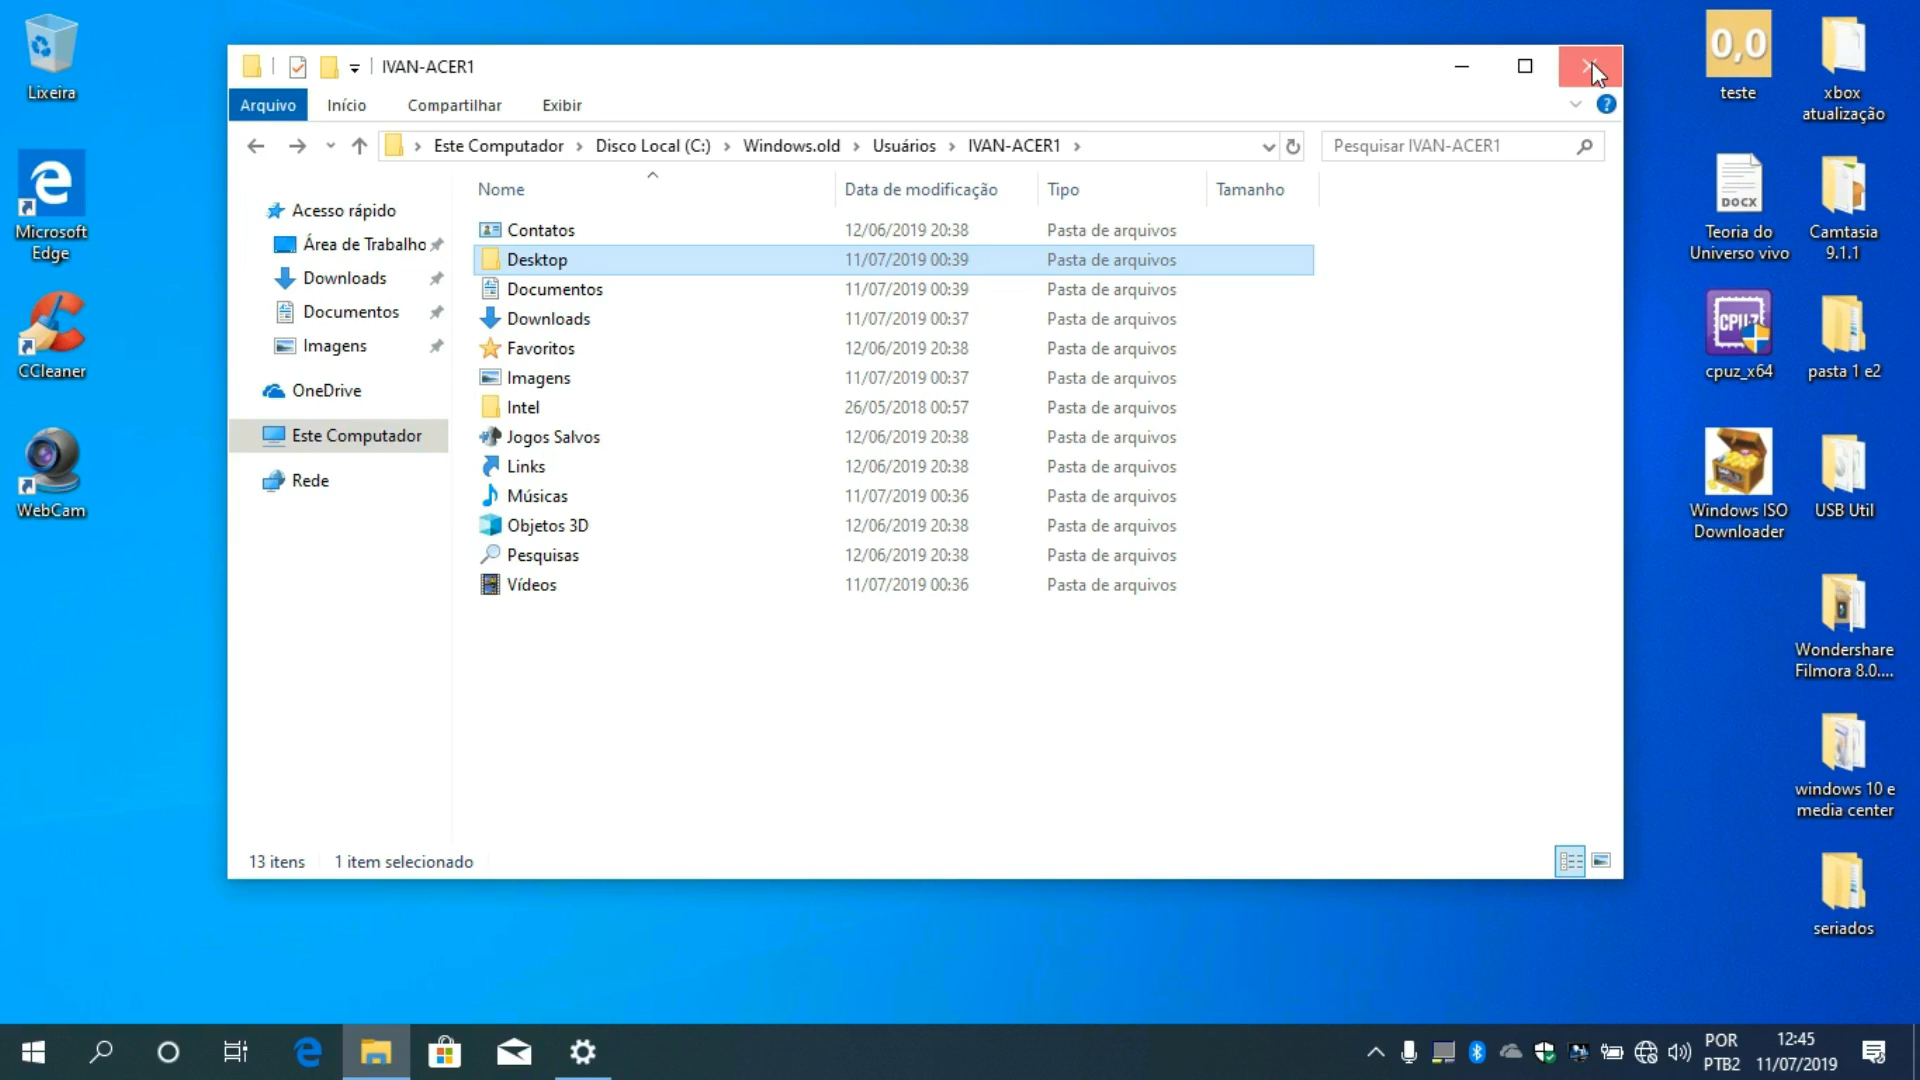 Lixeira
Microsoft
Edge
CCleaner
WebCam
IVAN-ACER1
Arquivo
Início
Compartilhar
Exibir
Este Computador
Disco Local (C:)
Windows.old
Usuários
IVAN-ACER1
Pesquisar IVAN-ACER1
Acesso rápido
Área de Trabalho
Downloads
Documentos
Imagens
OneDrive
Este Computador
Rede
Nome Data de modificação Tipo Tamanho
Contatos 12/06/2019 20:38 Pasta de arquivos
Desktop 11/07/2019 00:39 Pasta de arquivos
Documentos 11/07/2019 00:39 Pasta de arquivos
Downloads 11/07/2019 00:37 Pasta de arquivos
Favoritos 12/06/2019 20:38 Pasta de arquivos
Imagens 11/07/2019 00:37 Pasta de arquivos
Intel 26/05/2018 00:57 Pasta de arquivos
Jogos Salvos 12/06/2019 20:38 Pasta de arquivos
Links 12/06/2019 20:38 Pasta de arquivos
Músicas 11/07/2019 00:36 Pasta de arquivos
Objetos 3D 12/06/2019 20:38 Pasta de arquivos
Pesquisas 12/06/2019 20:38 Pasta de arquivos
Vídeos 11/07/2019 00:36 Pasta de arquivos
13 itens
1 item selecionado
0,0
teste
DOCX
Teoria do
Universo vivo
CPU-Z
cpuz_x64
Windows ISO
Downloader
xbox
atualização
Camtasia
9.1.1
pasta 1 e2
USB Util
Wondershare
Filmora 8.0....
windows 10 e
media center
seriados
POR
PTB2
12:45
11/07/2019